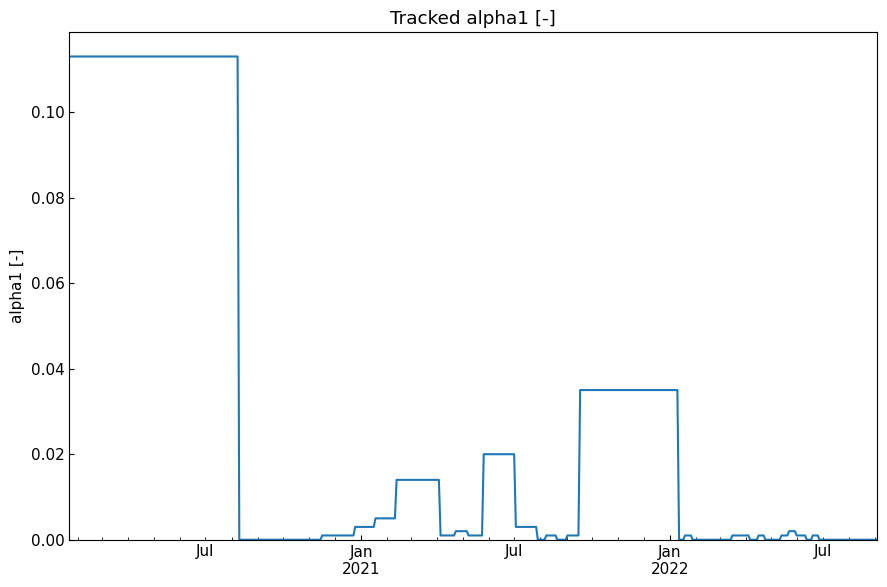 Tracked alpha1 [-]
alpha1 [-]
0.10
0.08
0.06
0.04
0.02
0.00
Jul
Jan
2021
Jul
Jan
2022
Jul